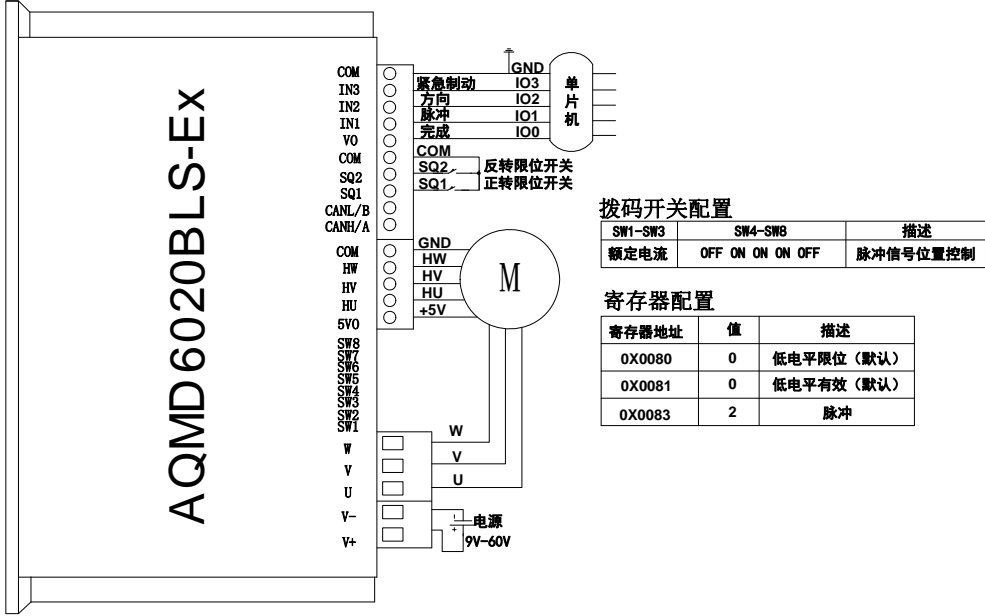 AQMD6020BLS-Ex
COM
IN3
IN2
IN1
VO
COM
SQ2
SQ1
CANL/B
CANH/A
COM
HW
HV
HU
5VO
SW8
SW7
SW6
SW5
SW4
SW3
SW2
SW1
W
V
U
V-
V+
GND
紧急制动 IO3
方向 IO2
脉冲 IO1
完成 IO0
单片机
COM
SQ2 反转限位开关
SQ1 正转限位开关
GND
HW
HV
HU
+5V
M
W
V
U
- 电源
+ 9V-60V
拨码开关配置
SW1-SW3 SW4-SW8 描述
额定电流 OFF ON ON ON OFF 脉冲信号位置控制
寄存器配置
寄存器地址 值 描述
0X0080 0 低电平限位（默认）
0X0081 0 低电平有效（默认）
0X0083 2 脉冲